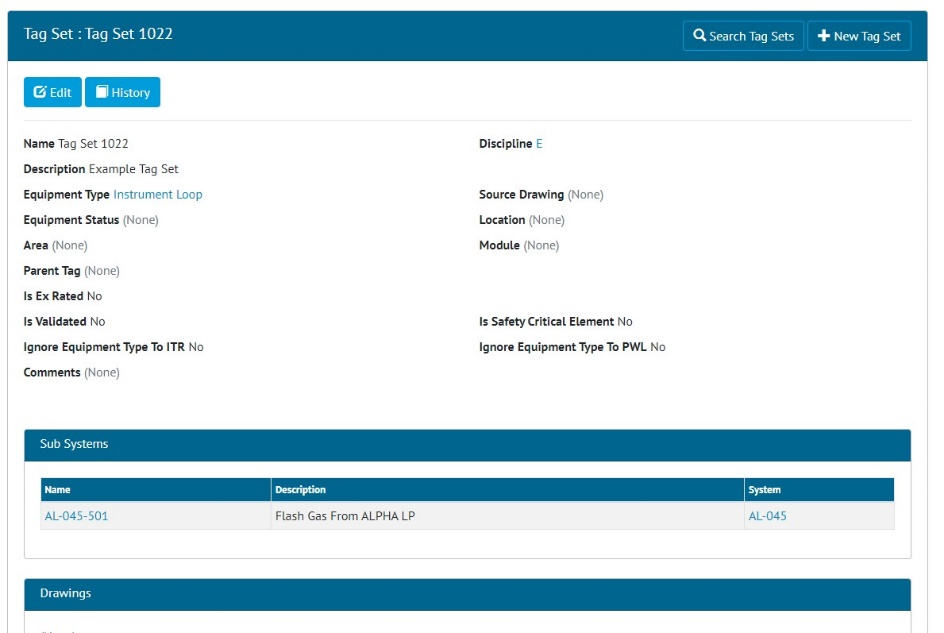 Tag Set : Tag Set 1022
Search Tag Sets
New Tag Set
Edit
History
Name Tag Set 1022
Discipline E
Description Example Tag Set
Equipment Type Instrument Loop
Source Drawing (None)
Equipment Status (None)
Location (None)
Area (None)
Module (None)
Parent Tag (None)
Is Ex Rated No
Is Validated No
Is Safety Critical Element No
Ignore Equipment Type To ITR No
Ignore Equipment Type To PWL No
Comments (None)
Sub Systems
Name Description System
AL-045-501 Flash Gas From ALPHA LP AL-045
Drawings